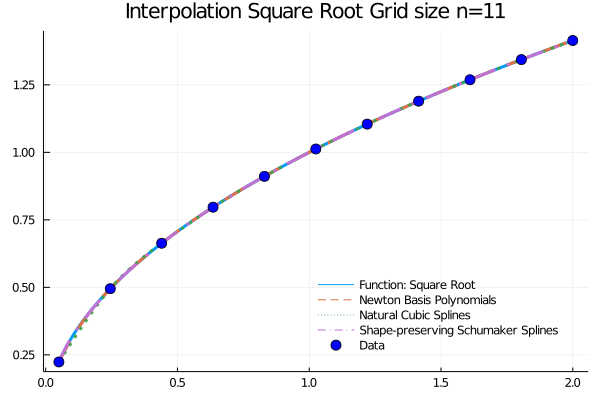 Interpolation Square Root Grid size n=11
1.25
1.00
0.75
0.50
0.25
Function: Square Root
Newton Basis Polynomials
Natural Cubic Splines
Shape-preserving Schumaker Splines
Data
0.0 0.5 1.0 1.5 2.0